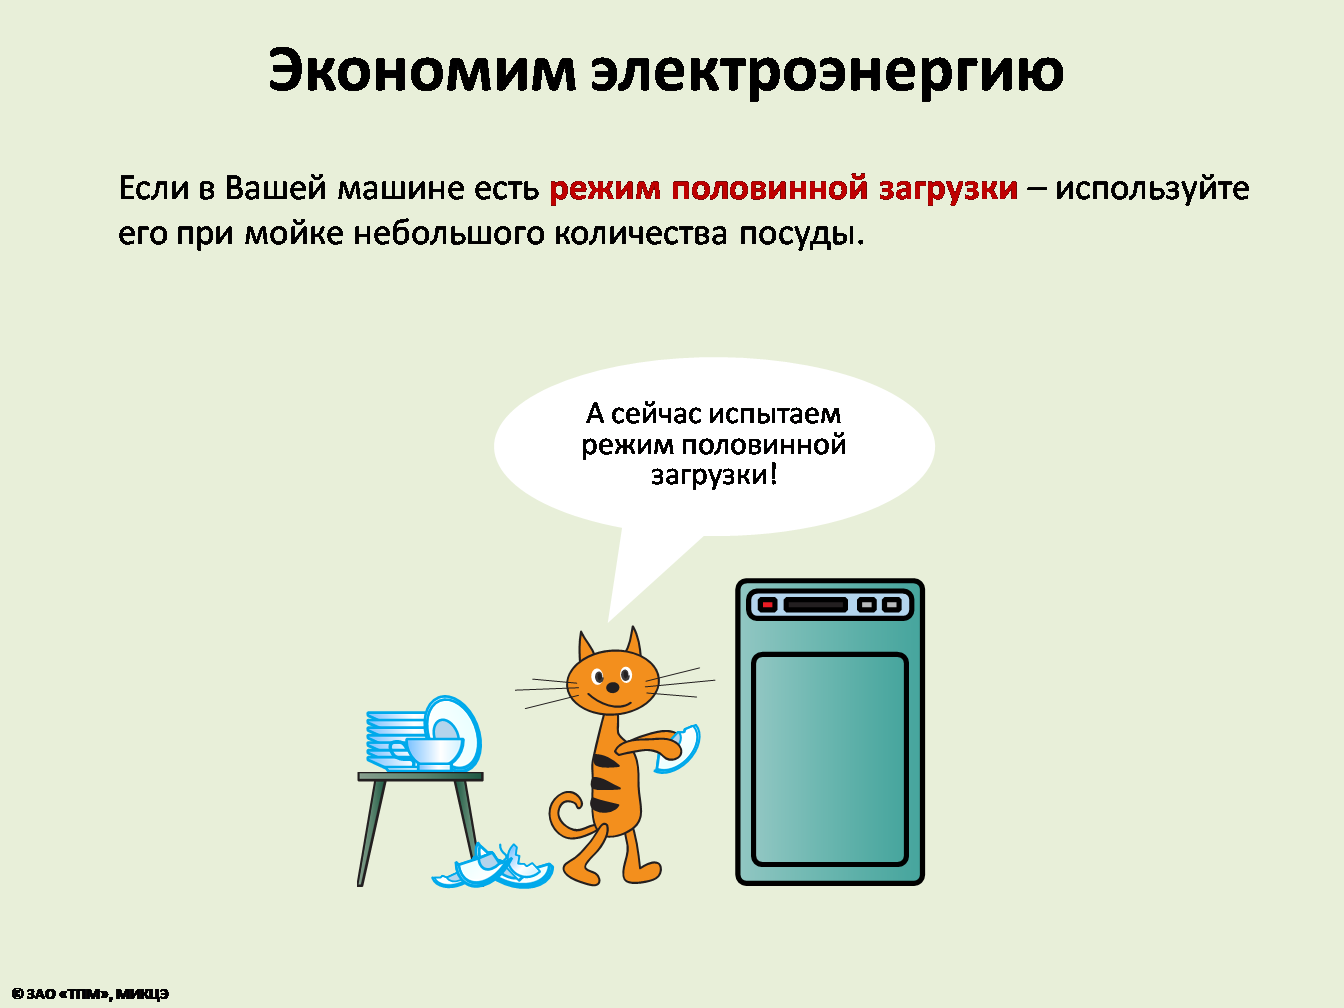 Экономим электроэнергию
Если в Вашей машине есть режим половинной загрузки – используйте
его при мойке небольшого количества посуды.
А сейчас испытаем
режим половинной
загрузки!
© ЗАО «ТПМ», МИКЦЭ